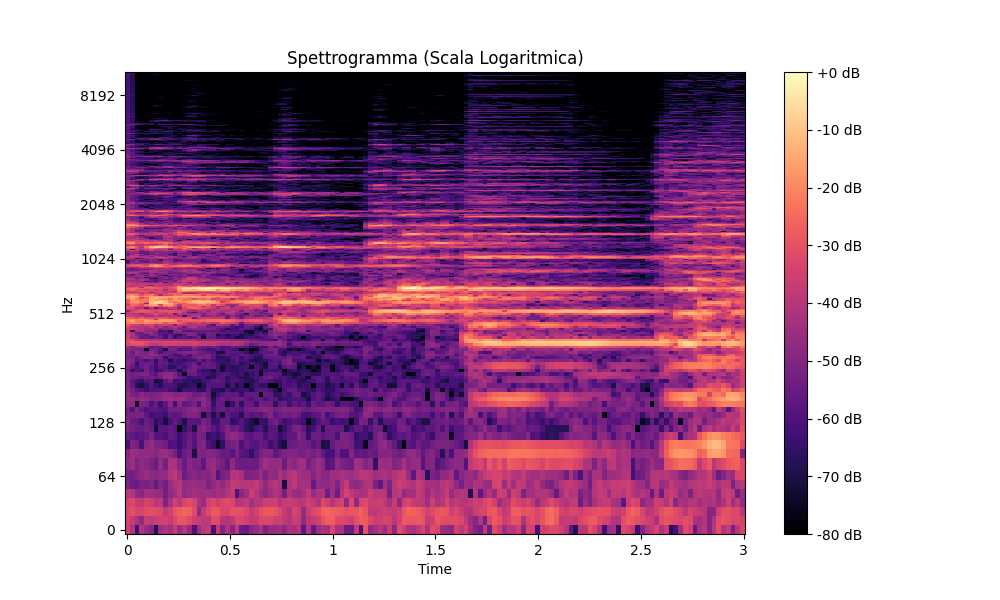 Spettrogramma (Scala Logaritmica)
Hz
8192
4096
2048
1024
512
256
128
64
0
0
0.5
1
1.5
2
2.5
3
Time
+0 dB
-10 dB
-20 dB
-30 dB
-40 dB
-50 dB
-60 dB
-70 dB
-80 dB